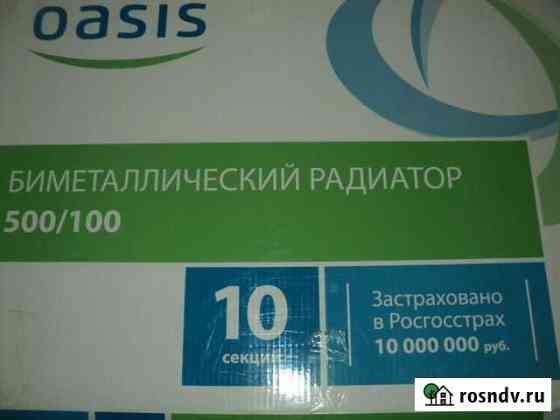 oasis
БИМЕТАЛЛИЧЕСКИЙ РАДИАТОР
500/100
10
секций
Застраховано
в Росгосстрах
10 000 000 руб.
rosndv.ru